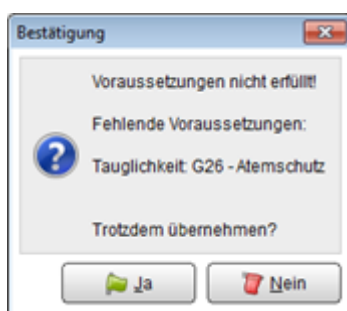 Bestätigung
Voraussetzungen nicht erfüllt!
Fehlende Voraussetzungen:
Tauglichkeit: G26 - Atemschutz
Trotzdem übernehmen?
Ja
Nein